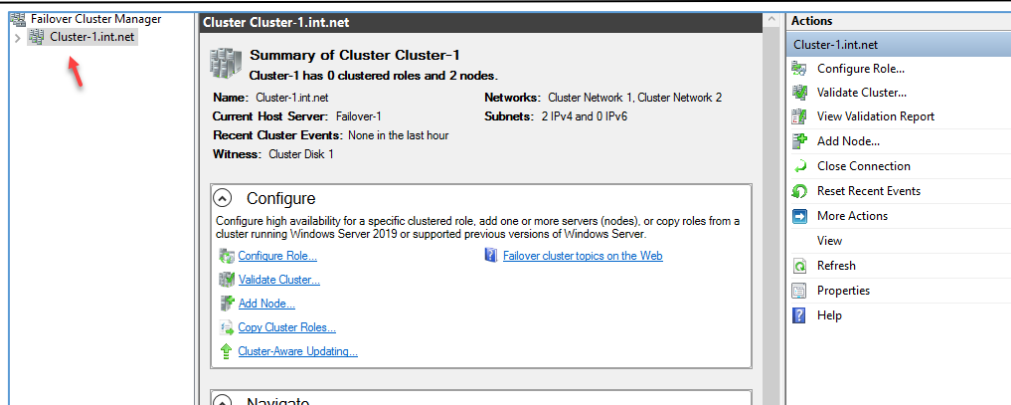 Failover Cluster Manager
Cluster-1.int.net
Cluster Cluster-1.int.net
Summary of Cluster Cluster-1
Cluster-1 has 0 clustered roles and 2 nodes.
Name: Cluster-1.int.net
Networks: Cluster Network 1, Cluster Network 2
Current Host Server: Failover-1
Subnets: 2 IPv4 and 0 IPv6
Recent Cluster Events: None in the last hour
Witness: Cluster Disk 1
Configure
Configure high availability for a specific clustered role, add one or more servers (nodes), or copy roles from a
cluster running Windows Server 2019 or supported previous versions of Windows Server.
Configure Role...
Failover cluster topics on the Web
Validate Cluster...
Add Node...
Copy Cluster Roles...
Cluster-Aware Updating...
Navigate
Actions
Cluster-1.int.net
Configure Role...
Validate Cluster...
View Validation Report
Add Node...
Close Connection
Reset Recent Events
More Actions
View
Refresh
Properties
Help